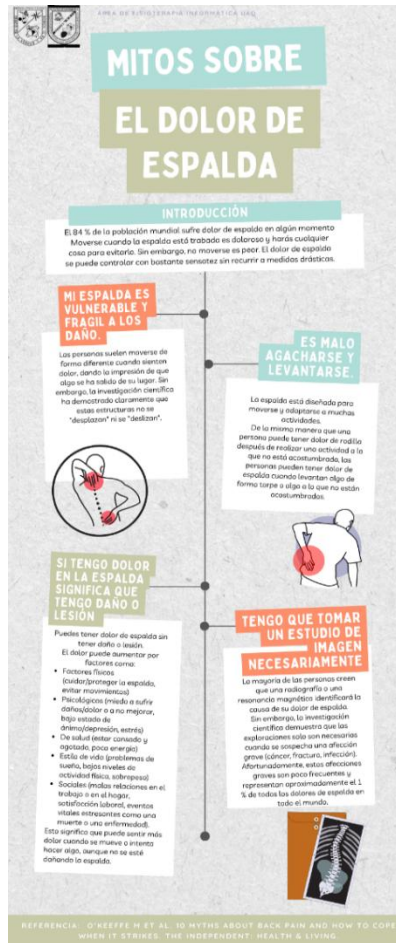 AREA DE FISIOTERAPIA INFORMATICA UAQ
MITOS SOBRE
EL DOLOR DE
ESPALDA
INTRODUCCIÓN
El 84 % de la población mundial sufre dolor de espalda en algún momento
Moverse cuando la espalda está trabada es doloroso y harás cualquier
cosa para evitarlo. Sin embargo, no moverse es peor. El dolor de espalda
se puede controlar con bastante sensatez sin recurrir a medidas drásticas.
MI ESPALDA ES
VULNERABLE Y
FRAGIL A LOS
DAÑO.
Las personas suelen moverse de
forma diferente cuando sienten
dolor, dando la impresión de que
algo se ha salido de su lugar. Sin
embargo, la investigación científica
ha demostrado claramente que
estas estructuras no se
"desplazan" ni se "deslizan".
ES MALO
AGACHARSE Y
LEVANTARSE.
La espalda está diseñada para
moverse y adaptarse a muchas
actividades.
De la misma manera que una
persona puede tener dolor de rodilla
después de realizar una actividad a la
que no está acostumbrada, las
personas pueden tener dolor de
espalda cuando levantan algo de
forma torpe o algo a lo que no están
acostumbrados.
SI TENGO DOLOR
EN LA ESPALDA
SIGNIFICA QUE
TENGO DAÑO O
LESIÓN
Puedes tener dolor de espalda sin
tener daño o lesión.
El dolor puede aumentar por
factores como:
• Factores físicos
(cuidar/proteger la espalda,
evitar movimientos)
• Psicológicos (miedo a sufrir
daños/dolor o a no mejorar,
bajo estado de
ánimo/depresión, estrés)
• De salud (estar cansado y
agotado, poca energía)
• Estilo de vida (problemas de
sueño, bajos niveles de
actividad física, sobrepeso)
• Sociales (malas relaciones en el
trabajo o en el hogar,
satisfacción laboral, eventos
vitales estresantes como una
muerte o una enfermedad).
Esto significa que puede sentir más
dolor cuando se mueve o intenta
hacer algo, aunque no se esté
dañando la espalda.
TENGO QUE TOMAR
UN ESTUDIO DE
IMAGEN
NECESARIAMENTE
La mayoría de las personas creen
que una radiografía o una
resonancia magnética identificará la
causa de su dolor de espalda.
Sin embargo, la investigación
científica demuestra que las
exploraciones solo son necesarias
cuando se sospecha una afección
grave (cáncer, fractura, infección).
Afortunadamente, estas afecciones
graves son poco frecuentes y
representan aproximadamente el 1
% de todos los dolores de espalda en
todo el mundo.
REFERENCIA : O'KEEFFE M ET AL. 10 MYTHS ABOUT BACK PAIN AND HOW TO COPE
WHEN IT STRIKES. THE INDEPENDENT: HEALTH & LIVING.